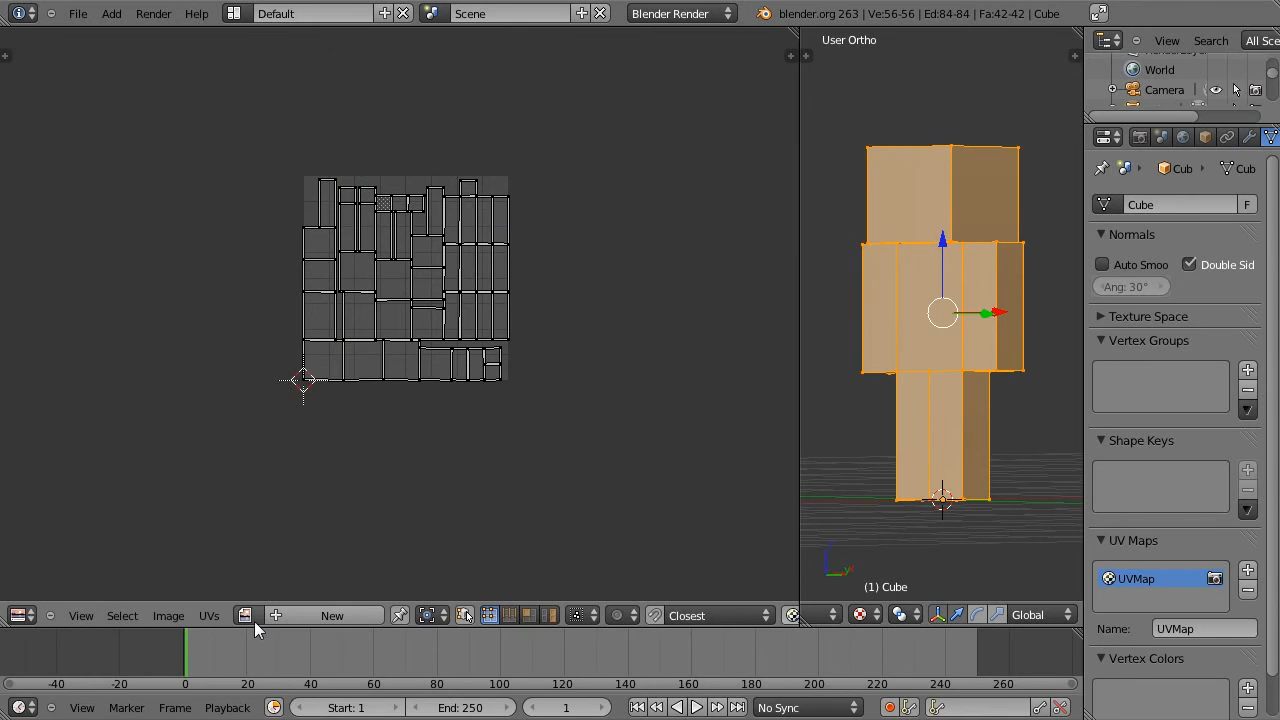 File Add Render Help Default Scene Blender Render blender.org 263 | Ve:56-56 | Ed:84-84 | Fa:42-42 | Cube
User Ortho
View Search All Sce
World
Camera
Cub Cub
Cube F
Normals
Auto Smoo Double Sid
Ang: 30°
Texture Space
Vertex Groups
Shape Keys
UV Maps
UVMap
Name: UVMap
Vertex Colors
(1) Cube
View Select Image UVs New Closest Global
-40 -20 0 20 40 60 80 100 120 140 160 180 200 220 240 260
View Marker Frame Playback Start: 1 End: 250 1 No Sync